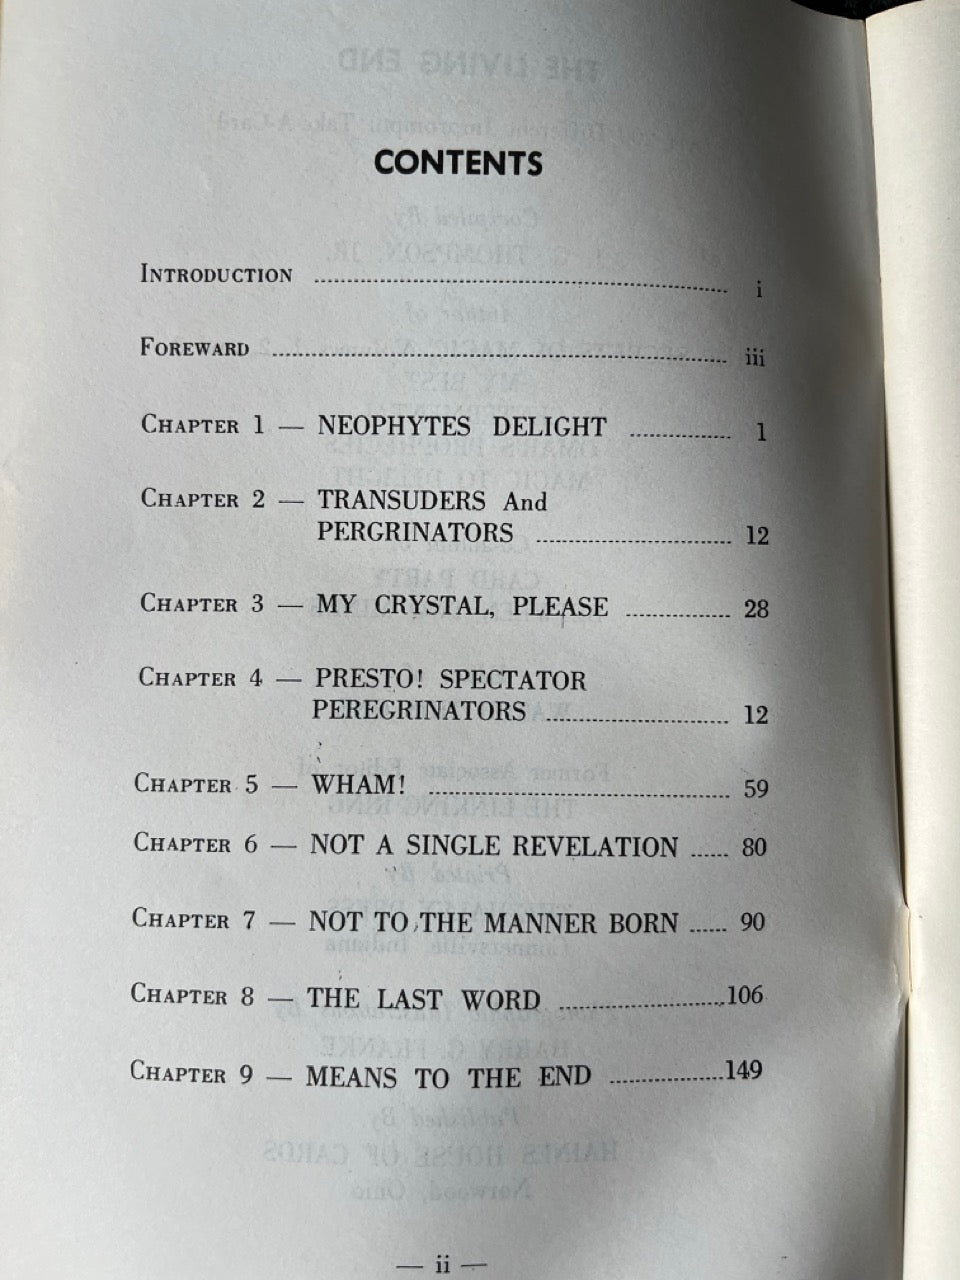 CONTENTS
INTRODUCTION .......... i
FOREWARD .......... iii
CHAPTER 1 — NEOPHYTES DELIGHT .......... 1
CHAPTER 2 — TRANSUDERS And
PERGRINATORS .......... 12
CHAPTER 3 — MY CRYSTAL, PLEASE .......... 28
CHAPTER 4 — PRESTO! SPECTATOR
PEREGRINATORS .......... 12
CHAPTER 5 — WHAM! .......... 59
CHAPTER 6 — NOT A SINGLE REVELATION ...... 80
CHAPTER 7 — NOT TO THE MANNER BORN ...... 90
CHAPTER 8 — THE LAST WORD .......... 106
CHAPTER 9 — MEANS TO THE END .......... 149
— ii —